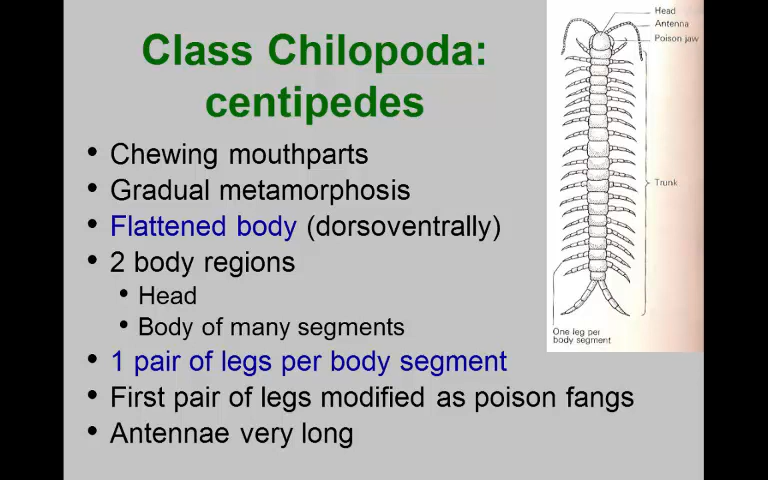 Class Chilopoda:
centipedes
• Chewing mouthparts
• Gradual metamorphosis
• Flattened body (dorsoventrally)
• 2 body regions
• Head
• Body of many segments
• 1 pair of legs per body segment
• First pair of legs modified as poison fangs
• Antennae very long
Head
Antenna
Poison jaw
Trunk
One leg per
body segment